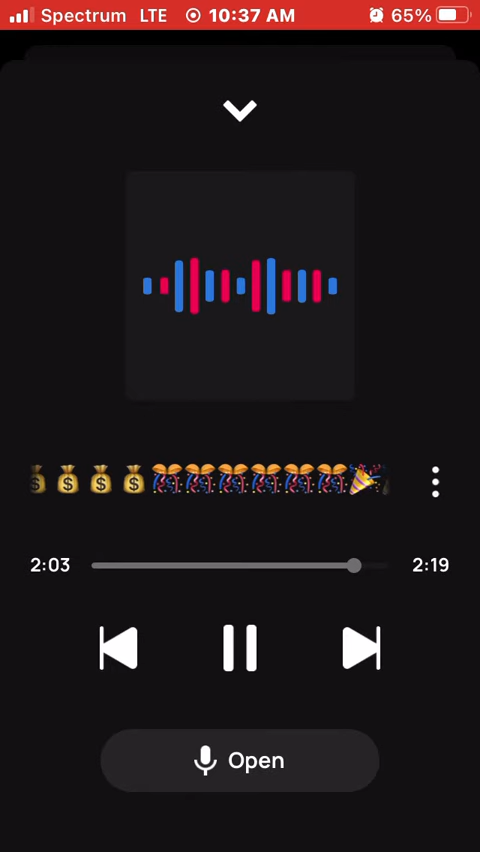 Spectrum LTE 10:37 AM 65%
💰💰💰💰🎊🎊🎊🎊🎊🎊🎉
2:03 2:19
Open